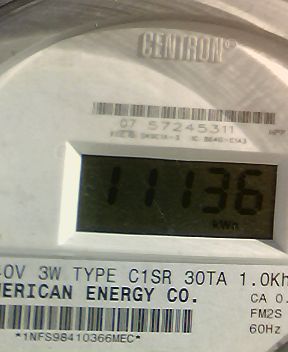 CENTRON®
07 57245311
11136
kWh
0V 3W TYPE C1SR 30TA 1.0Kh
MERICAN ENERGY CO.
CA 0.
FM2S
60Hz
*1NFS98410366MEC*